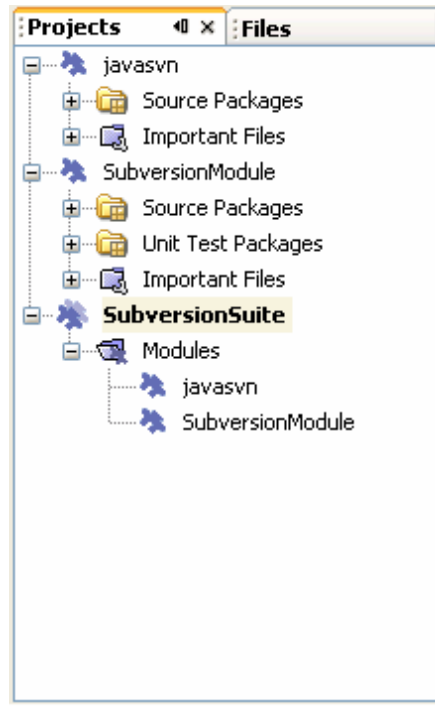 Projects Files
javasvn
Source Packages
Important Files
SubversionModule
Source Packages
Unit Test Packages
Important Files
SubversionSuite
Modules
javasvn
SubversionModule